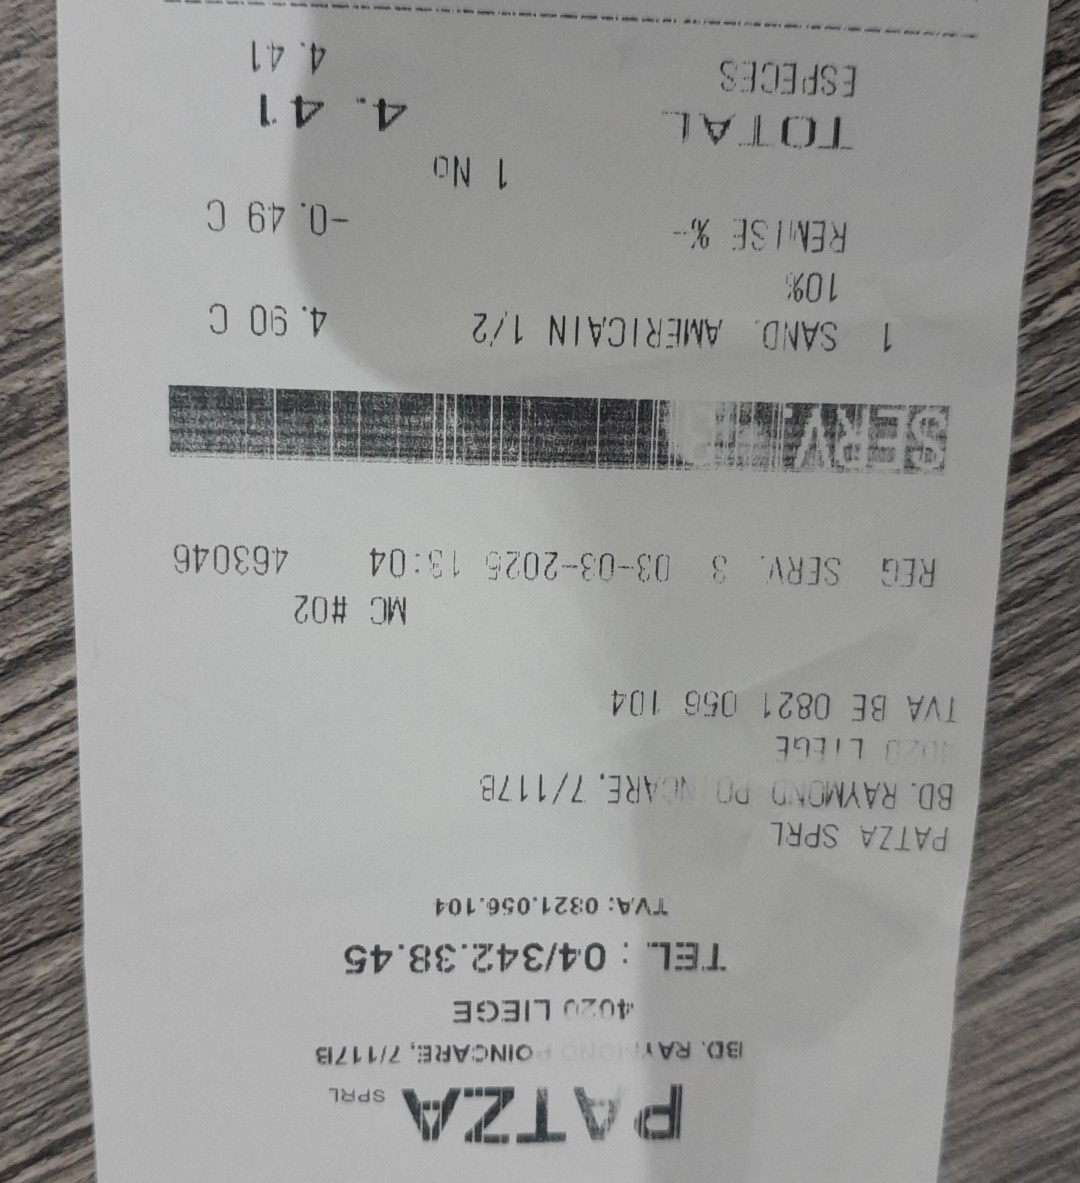 PATZA SPRL
BD. RAYMOND POINCARE, 7/117B
4020 LIEGE
TEL. : 04/342.38.45
TVA: 0821.056.104
PATZA SPRL
BD. RAYMOND POINCARE, 7/117B
4020 LIEGE
TVA BE 0821 056 104
MC #02
REG SERV. 3 03-03-2025 13:04 463046
SERV.
1 SAND. AMERICAIN 1/2 4.90 C
10%
REMISE %- -0.49 C
1 No
TOTAL 4.41
ESPECES 4.41